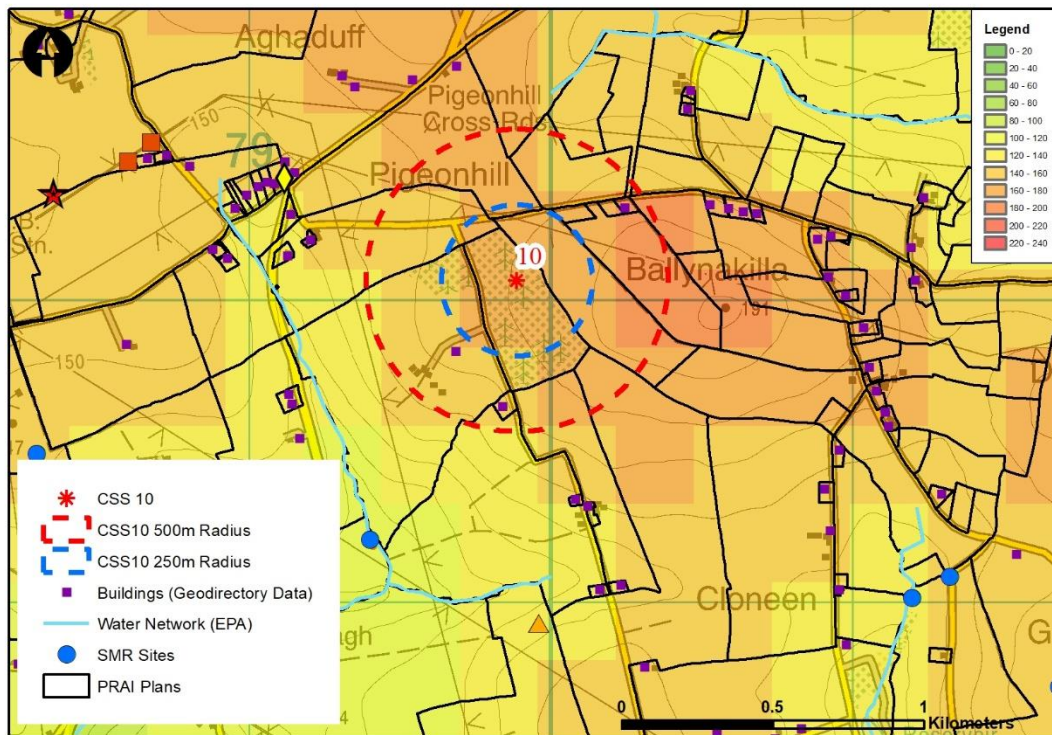 Aghaduff
Pigeonhill
Cross Rds
150
79
Pigeonhill
10
Ballynakilla
191
B.
Stn.
150
Cloneen
Legend
0 - 20
20 - 40
40 - 60
60 - 80
80 - 100
100 - 120
120 - 140
140 - 160
160 - 180
180 - 200
200 - 220
220 - 240
CSS 10
CSS10 500m Radius
CSS10 250m Radius
Buildings (Geodirectory Data)
Water Network (EPA)
SMR Sites
PRAI Plans
0 0.5 1
Kilometers